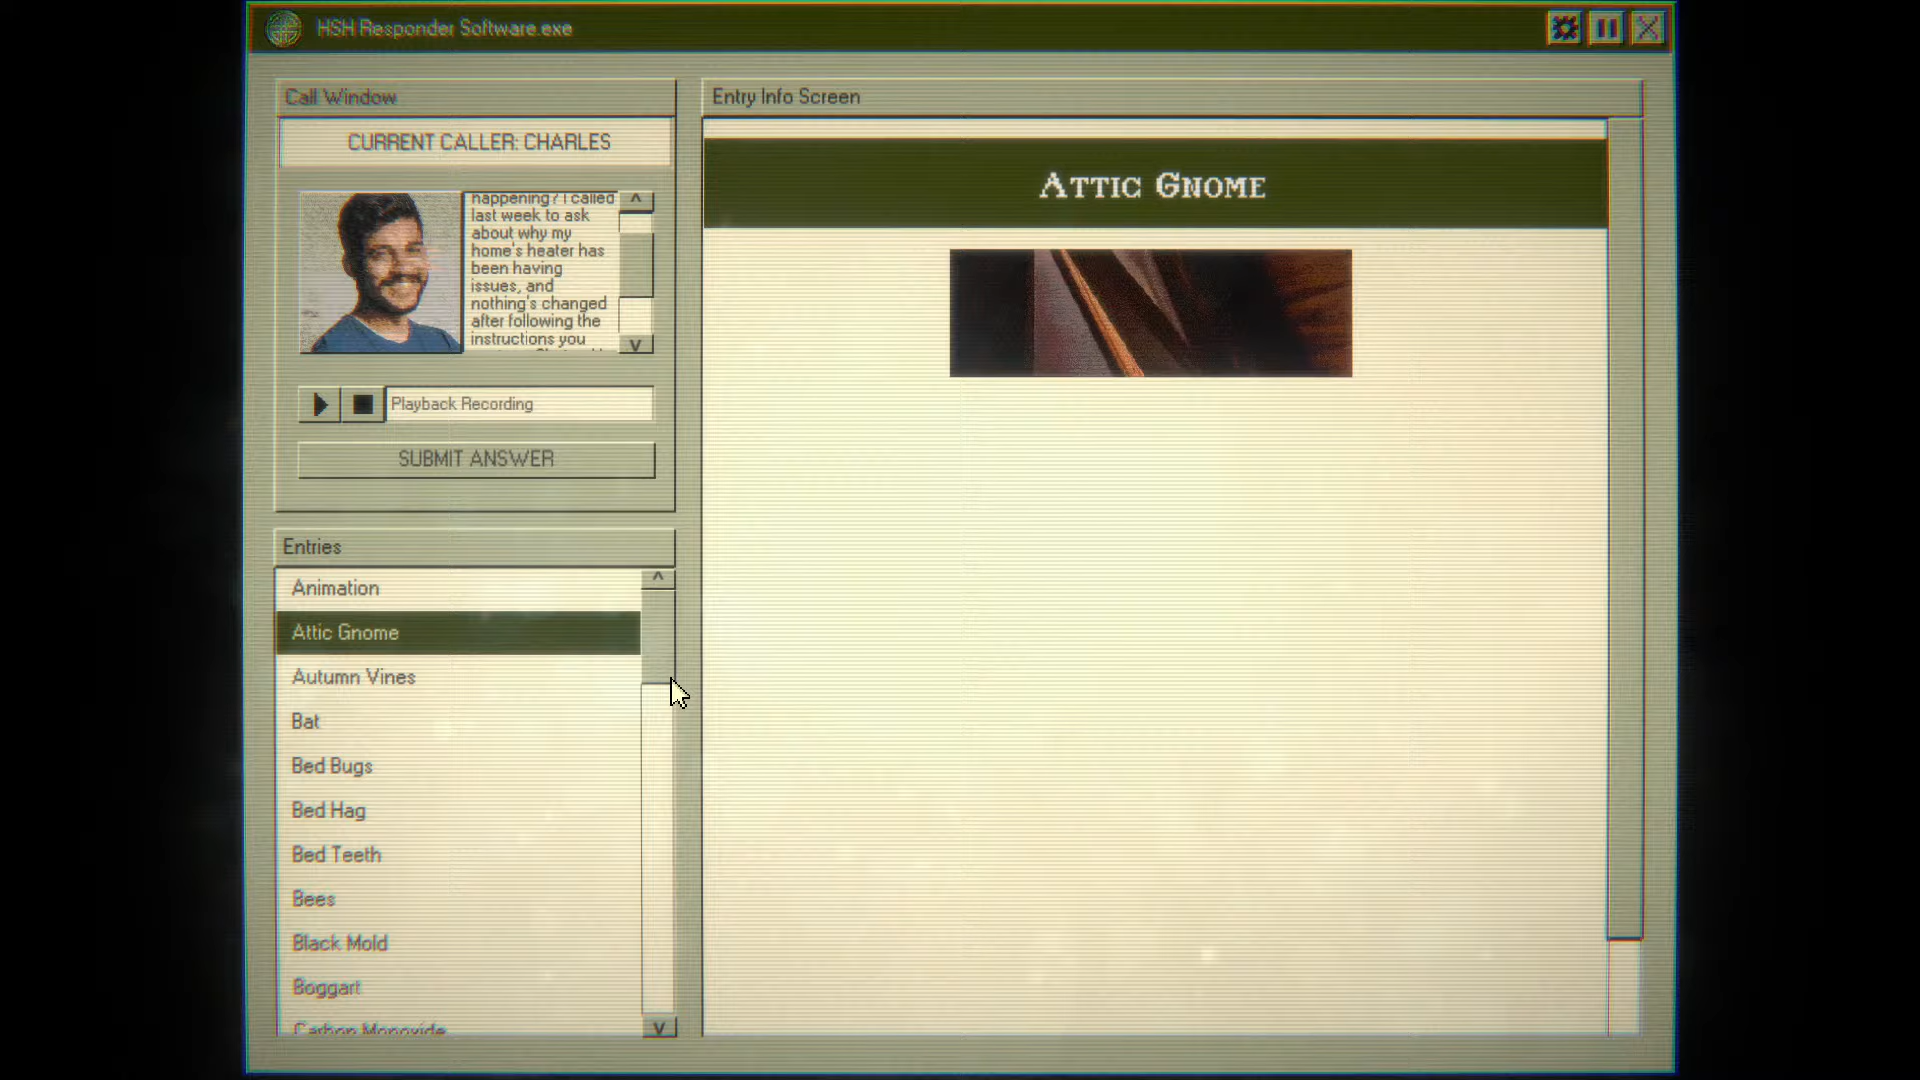 HSH Responder Software.exe
Call Window
CURRENT CALLER: CHARLES
happening? I called
last week to ask
about why my
home's heater has
been having
issues, and
nothing's changed
after following the
instructions you
Playback Recording
SUBMIT ANSWER
Entries
Animation
Attic Gnome
Autumn Vines
Bat
Bed Bugs
Bed Hag
Bed Teeth
Bees
Black Mold
Boggart
Carbon Monoxide
Entry Info Screen
Attic Gnome